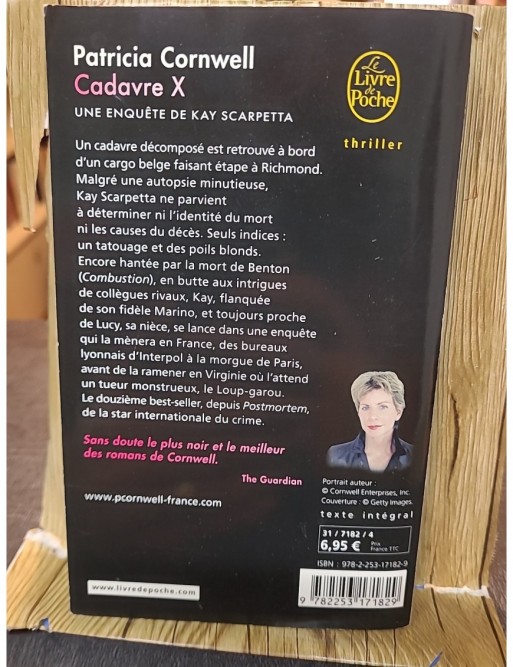 Patricia Cornwell
Cadavre X
UNE ENQUÊTE DE KAY SCARPETTA
Le
Livre
de
Poche
thriller
Un cadavre décomposé est retrouvé à bord
d'un cargo belge faisant étape à Richmond.
Malgré une autopsie minutieuse,
Kay Scarpetta ne parvient
à déterminer ni l'identité du mort
ni les causes du décès. Seuls indices :
un tatouage et des poils blonds.
Encore hantée par la mort de Benton
(Combustion), en butte aux intrigues
de collègues rivaux, Kay, flanquée
de son fidèle Marino, et toujours proche
de Lucy, sa nièce, se lance dans une enquête
qui la mènera en France, des bureaux
lyonnais d'Interpol à la morgue de Paris,
avant de la ramener en Virginie où l'attend
un tueur monstrueux, le Loup-garou.
Le douzième best-seller, depuis Postmortem,
de la star internationale du crime.
Sans doute le plus noir et le meilleur
des romans de Cornwell.
The Guardian
www.pcornwell-france.com
Portrait auteur :
© Cornwell Enterprises, Inc.
Couverture : © Getty Images.
texte intégral
31 / 7182 / 4
6,95 € Prix France TTC
ISBN : 978-2-253-17182-9
9 782253 171829
www.livredepoche.com